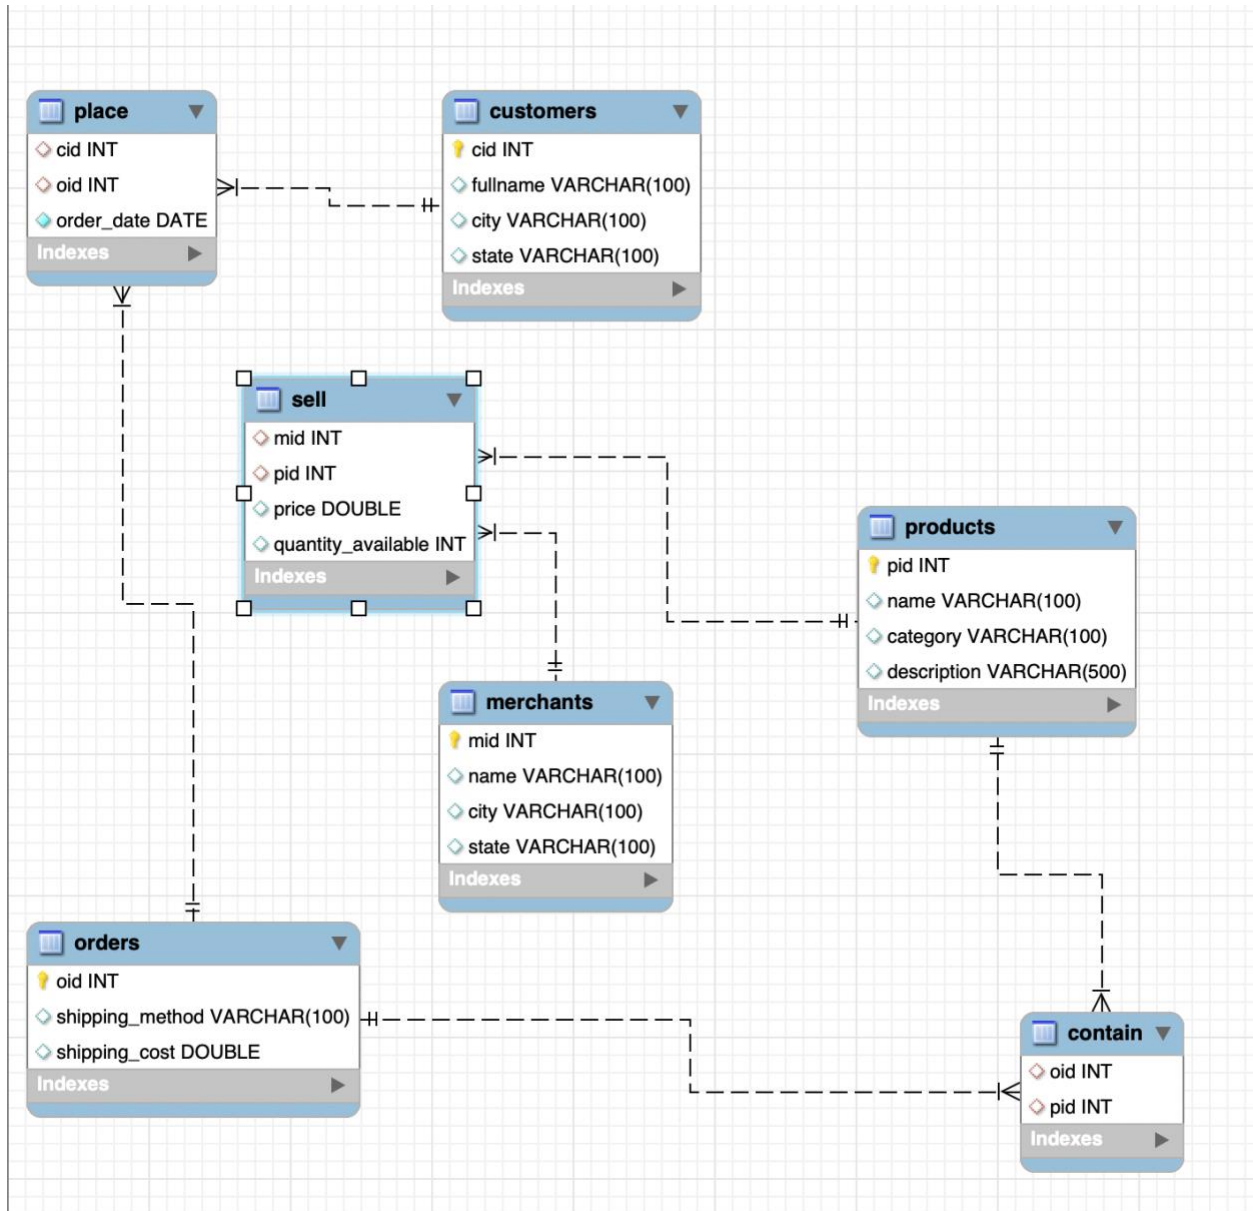 place
cid INT
oid INT
order_date DATE
Indexes
customers
cid INT
fullname VARCHAR(100)
city VARCHAR(100)
state VARCHAR(100)
Indexes
sell
mid INT
pid INT
price DOUBLE
quantity_available INT
Indexes
products
pid INT
name VARCHAR(100)
category VARCHAR(100)
description VARCHAR(500)
Indexes
merchants
mid INT
name VARCHAR(100)
city VARCHAR(100)
state VARCHAR(100)
Indexes
orders
oid INT
shipping_method VARCHAR(100)
shipping_cost DOUBLE
Indexes
contain
oid INT
pid INT
Indexes